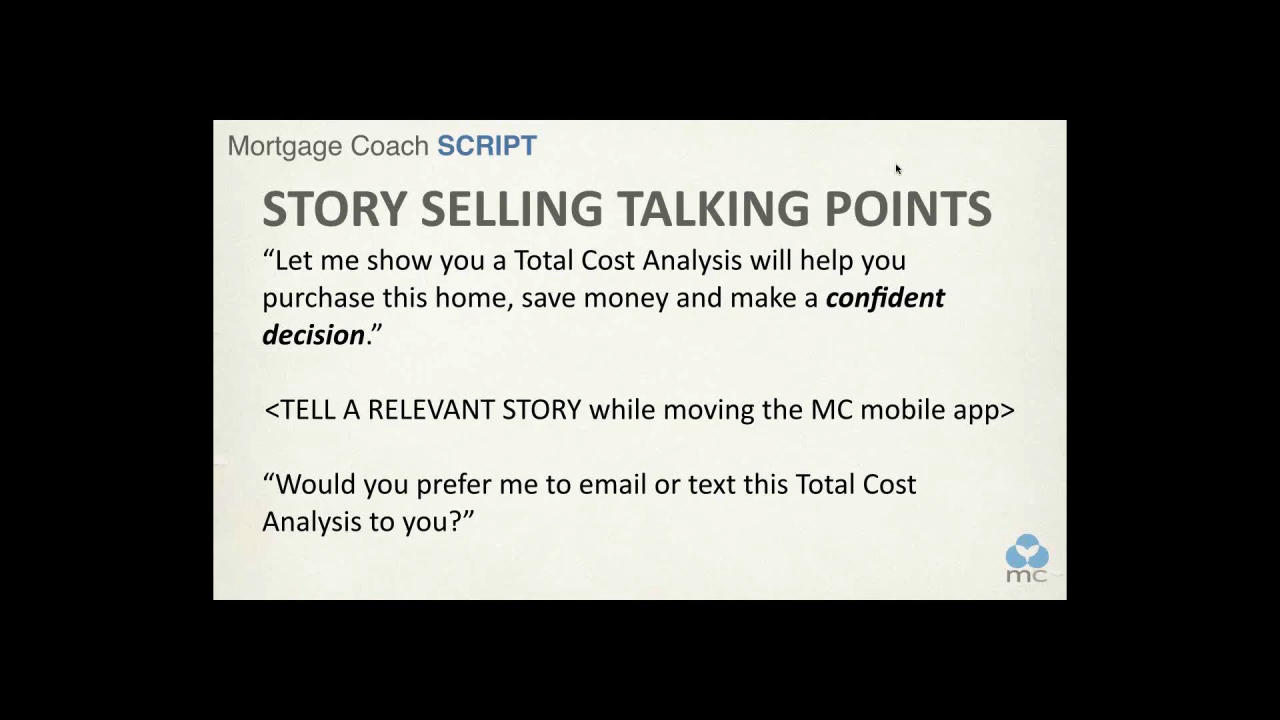 Mortgage Coach SCRIPT
STORY SELLING TALKING POINTS
“Let me show you a Total Cost Analysis will help you
purchase this home, save money and make a confident
decision.”
<TELL A RELEVANT STORY while moving the MC mobile app>
“Would you prefer me to email or text this Total Cost
Analysis to you?”
mc